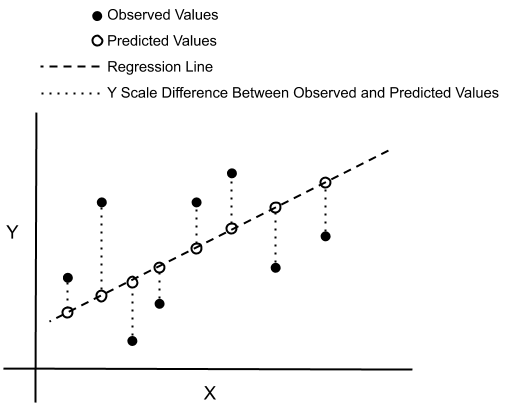 Observed Values
Predicted Values
Regression Line
Y Scale Difference Between Observed and Predicted Values
Y
X